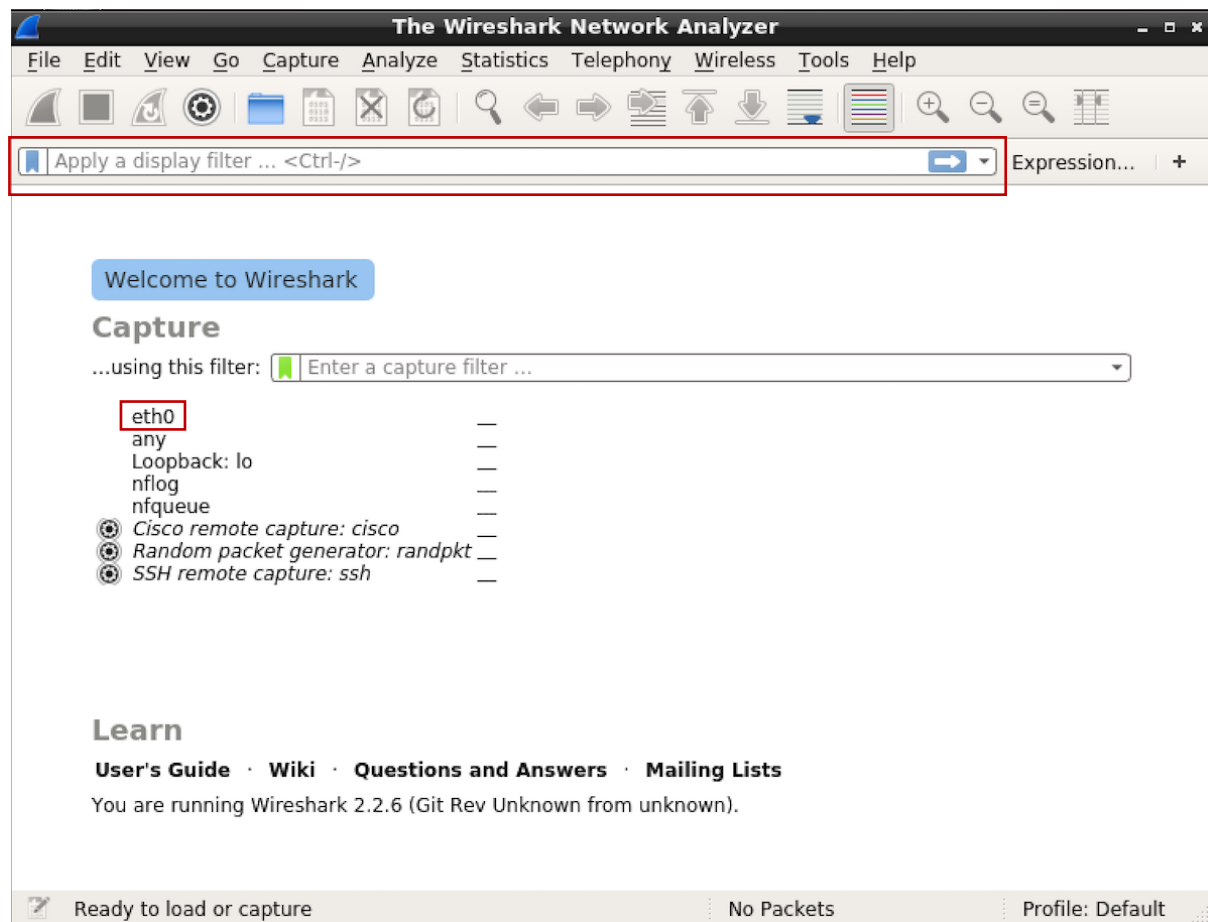 The Wireshark Network Analyzer
File Edit View Go Capture Analyze Statistics Telephony Wireless Tools Help
Apply a display filter ... <Ctrl-/> Expression... +
Welcome to Wireshark
Capture
...using this filter: Enter a capture filter ...
eth0
any
Loopback: lo
nflog
nfqueue
Cisco remote capture: cisco
Random packet generator: randpkt
SSH remote capture: ssh
Learn
User's Guide · Wiki · Questions and Answers · Mailing Lists
You are running Wireshark 2.2.6 (Git Rev Unknown from unknown).
Ready to load or capture No Packets Profile: Default